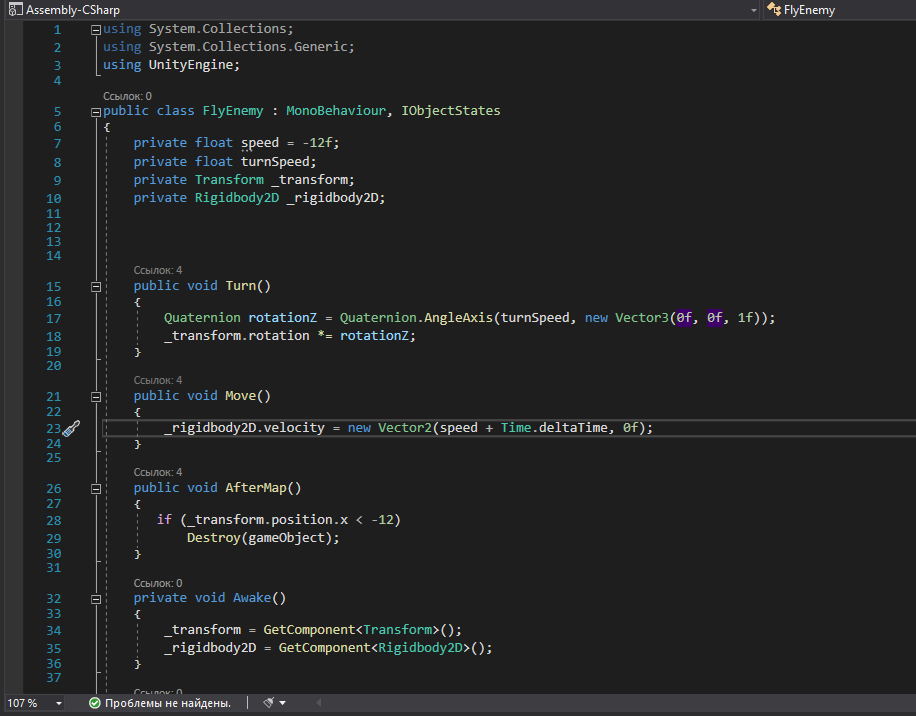 Assembly-CSharp FlyEnemy
1 using System.Collections;
2 using System.Collections.Generic;
3 using UnityEngine;
4
Ссылок: 0
5 public class FlyEnemy : MonoBehaviour, IObjectStates
6 {
7 private float speed = -12f;
8 private float turnSpeed;
9 private Transform _transform;
10 private Rigidbody2D _rigidbody2D;
11
12
13
14
Ссылок: 4
15 public void Turn()
16 {
17 Quaternion rotationZ = Quaternion.AngleAxis(turnSpeed, new Vector3(0f, 0f, 1f));
18 _transform.rotation *= rotationZ;
19 }
20
Ссылок: 4
21 public void Move()
22 {
23 _rigidbody2D.velocity = new Vector2(speed + Time.deltaTime, 0f);
24 }
25
Ссылок: 4
26 public void AfterMap()
27 {
28 if (_transform.position.x < -12)
29 Destroy(gameObject);
30 }
31
Ссылок: 0
32 private void Awake()
33 {
34 _transform = GetComponent<Transform>();
35 _rigidbody2D = GetComponent<Rigidbody2D>();
36 }
37
Ссылок: 0
107 % Проблемы не найдены.